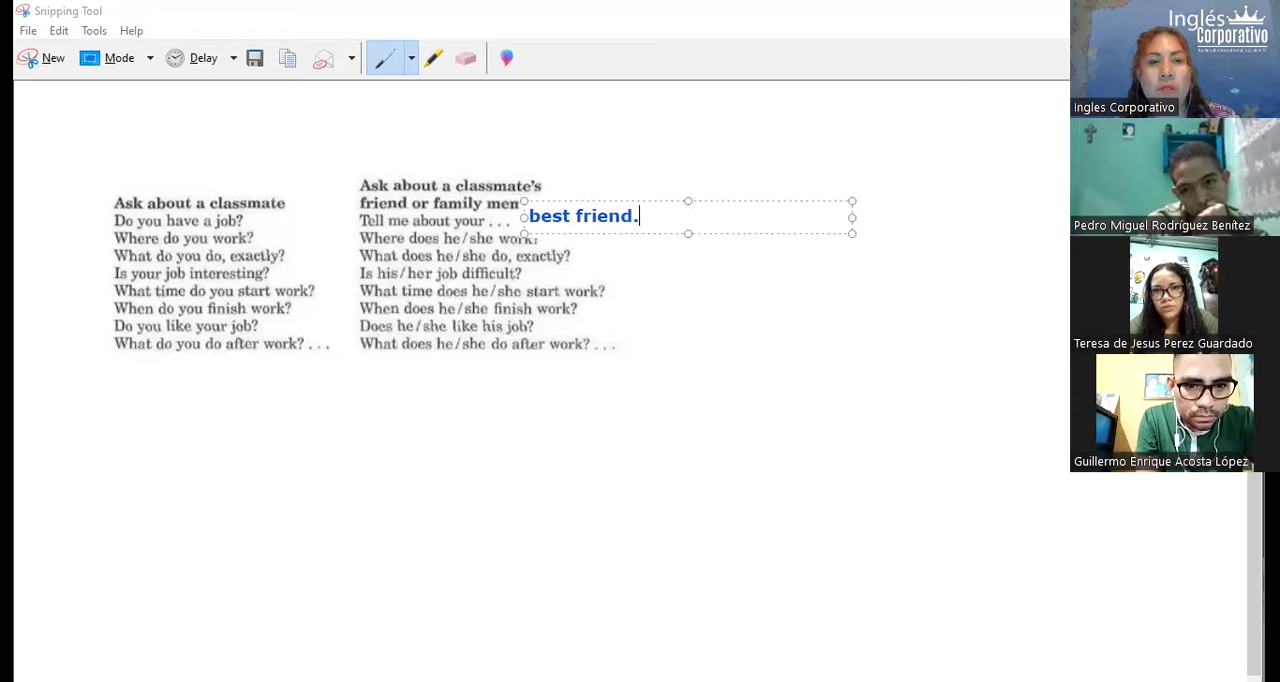 Snipping Tool
File Edit Tools Help
New Mode Delay
Ask about a classmate
Do you have a job?
Where do you work?
What do you do, exactly?
Is your job interesting?
What time do you start work?
When do you finish work?
Do you like your job?
What do you do after work? . . .
Ask about a classmate's
friend or family mem
Tell me about your . . .
best friend.
Where does he/she work?
What does he/she do, exactly?
Is his/her job difficult?
What time does he/she start work?
When does he/she finish work?
Does he/she like his job?
What does he/she do after work? . . .
Inglés
Corporativo
Ingles Corporativo
Pedro Miguel Rodríguez Benítez
Teresa de Jesus Perez Guardado
Guillermo Enrique Acosta López